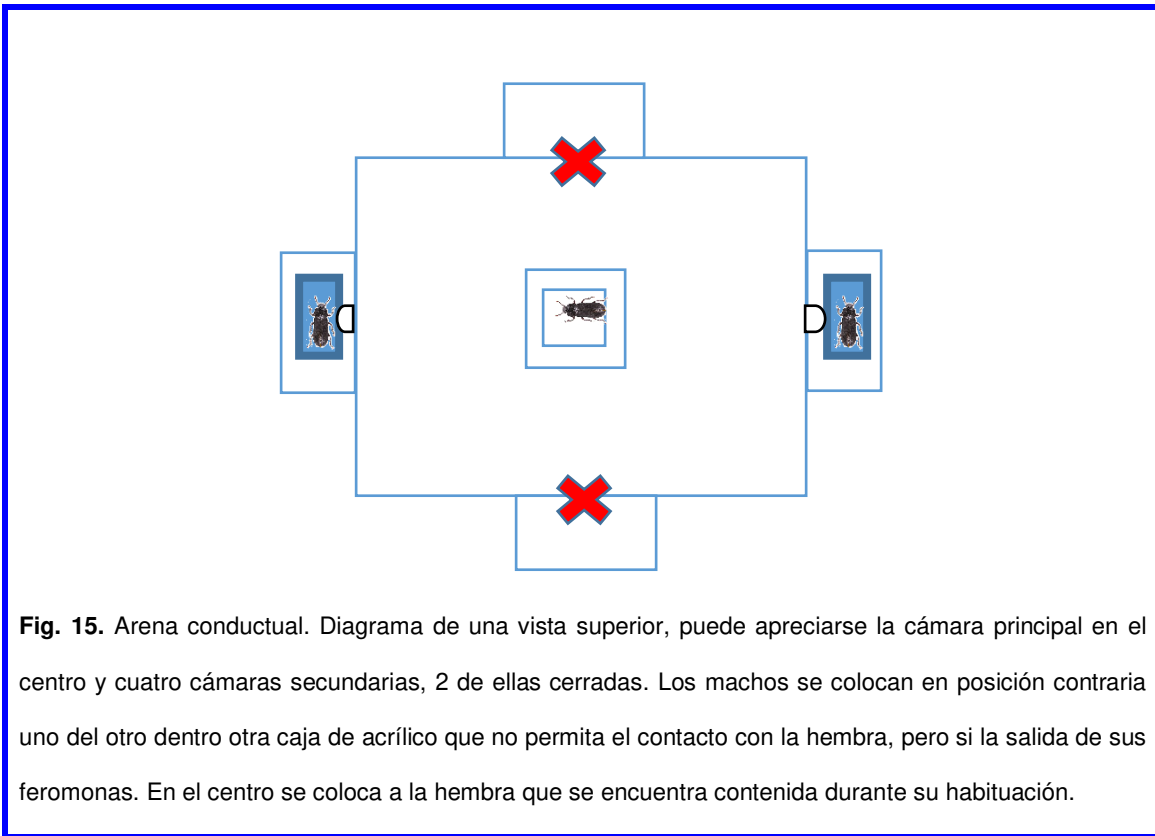 Fig. 15. Arena conductual. Diagrama de una vista superior, puede apreciarse la cámara principal en el
centro y cuatro cámaras secundarias, 2 de ellas cerradas. Los machos se colocan en posición contraria
uno del otro dentro otra caja de acrílico que no permita el contacto con la hembra, pero si la salida de sus
feromonas. En el centro se coloca a la hembra que se encuentra contenida durante su habituación.